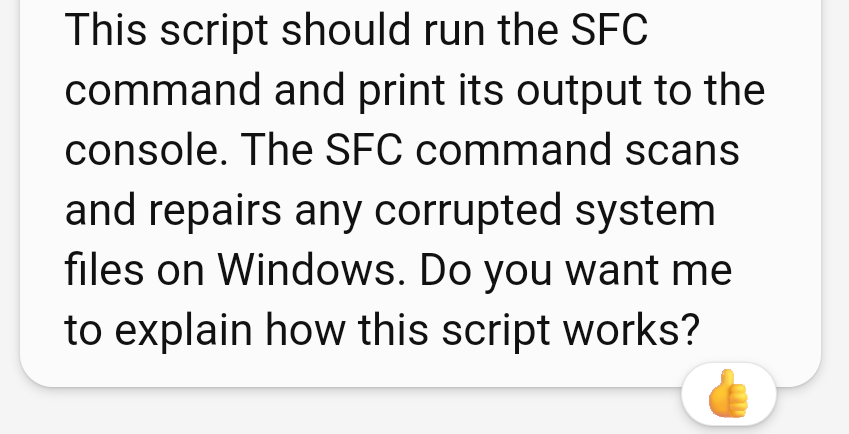 This script should run the SFC
command and print its output to the
console. The SFC command scans
and repairs any corrupted system
files on Windows. Do you want me
to explain how this script works?